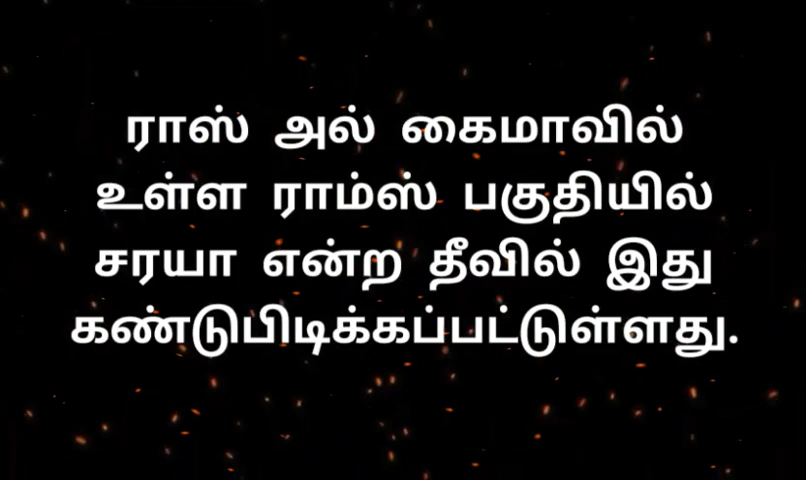 ராஸ் அல் கைமாவில்
உள்ள ராம்ஸ் பகுதியில்
சரயா என்ற தீவில் இது
கண்டுபிடிக்கப்பட்டுள்ளது.